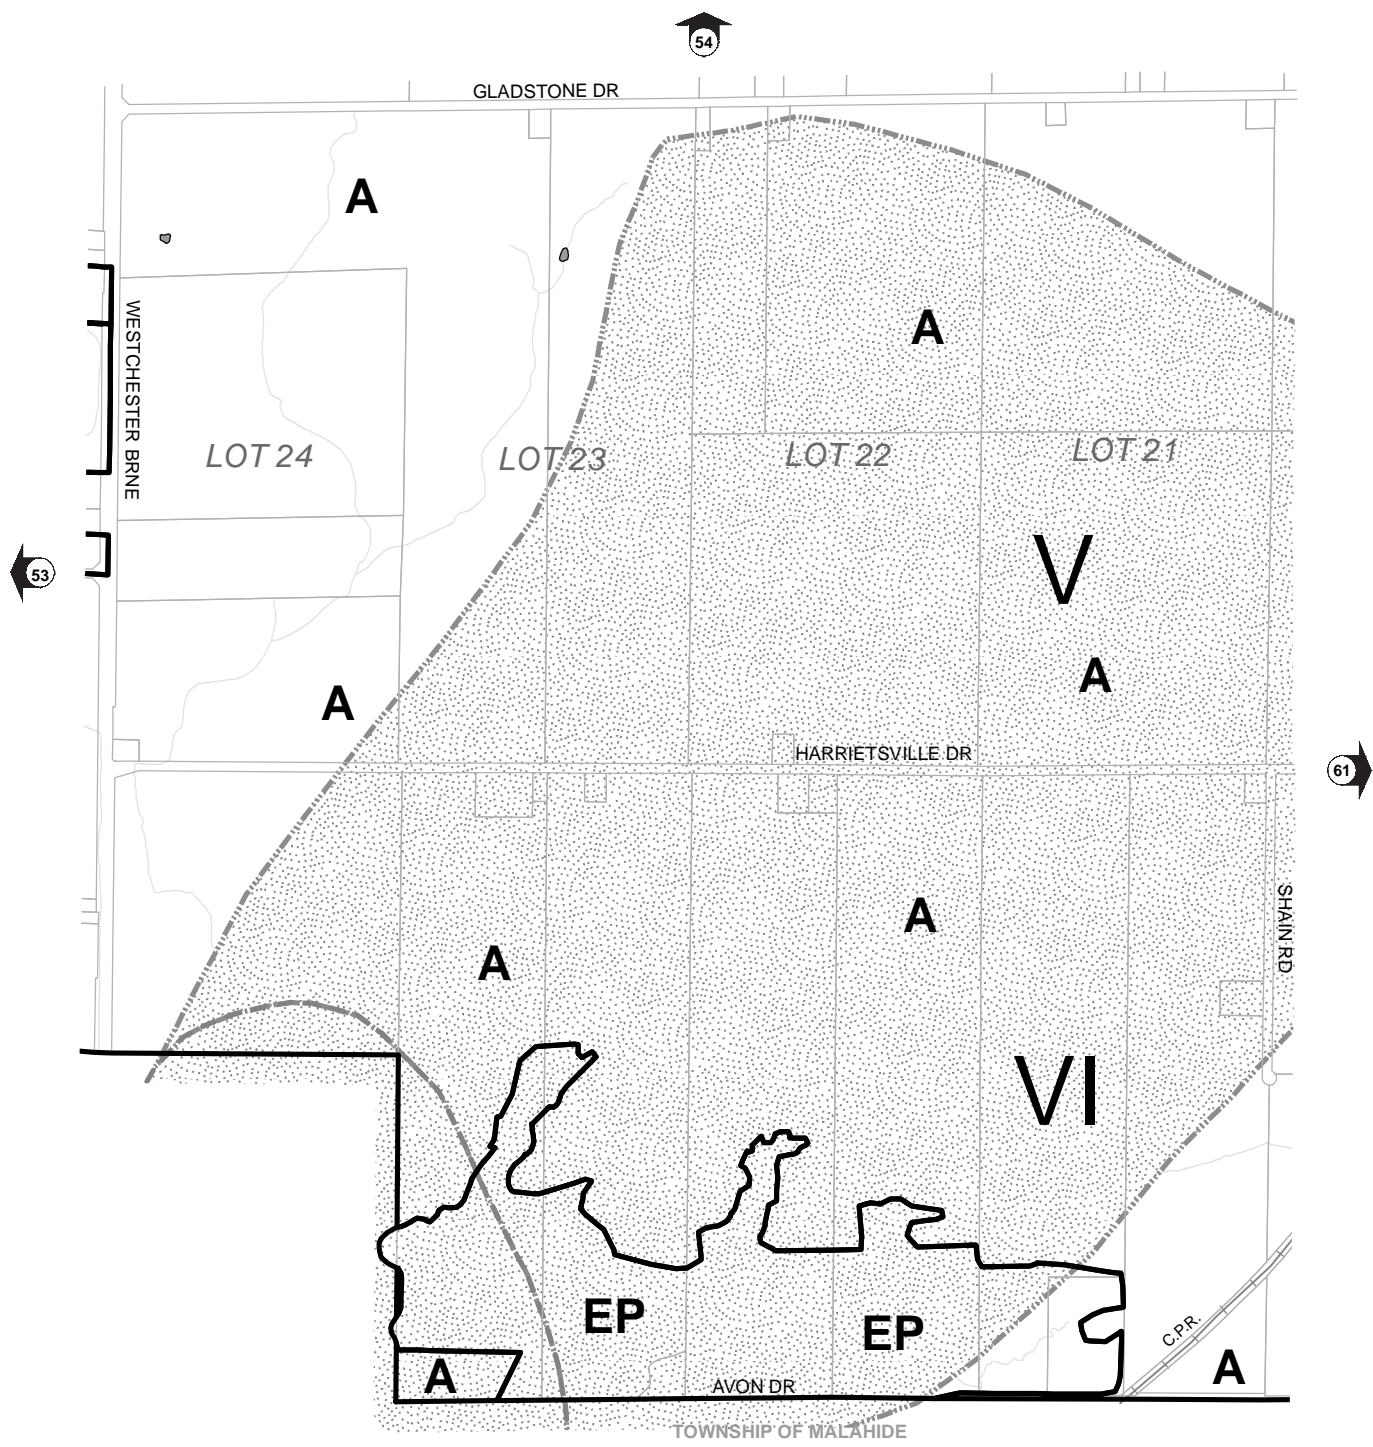 54
GLADSTONE DR
A
A
WESTCHESTER BRNE
LOT 24
LOT 23
LOT 22
LOT 21
V
53
A
A
HARRIETSVILLE DR
61
A
A
SHAIN RD
VI
EP
EP
C.P.R.
A
A
AVON DR
TOWNSHIP OF MALAHIDE